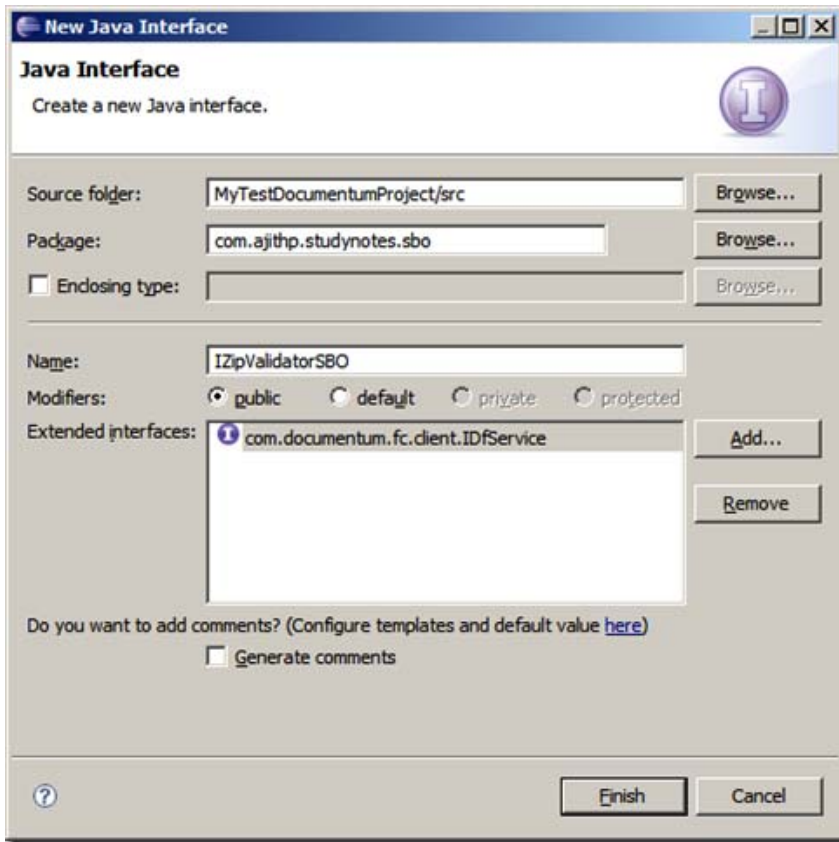 New Java Interface
Java Interface
Create a new Java interface.
Source folder: MyTestDocumentumProject/src Browse...
Package: com.ajithp.studynotes.sbo Browse...
Enclosing type: Browse...
Name: IZipValidatorSBO
Modifiers: public default private protected
Extended interfaces: com.documentum.fc.client.IDfService Add...
Remove
Do you want to add comments? (Configure templates and default value here)
Generate comments
Finish Cancel